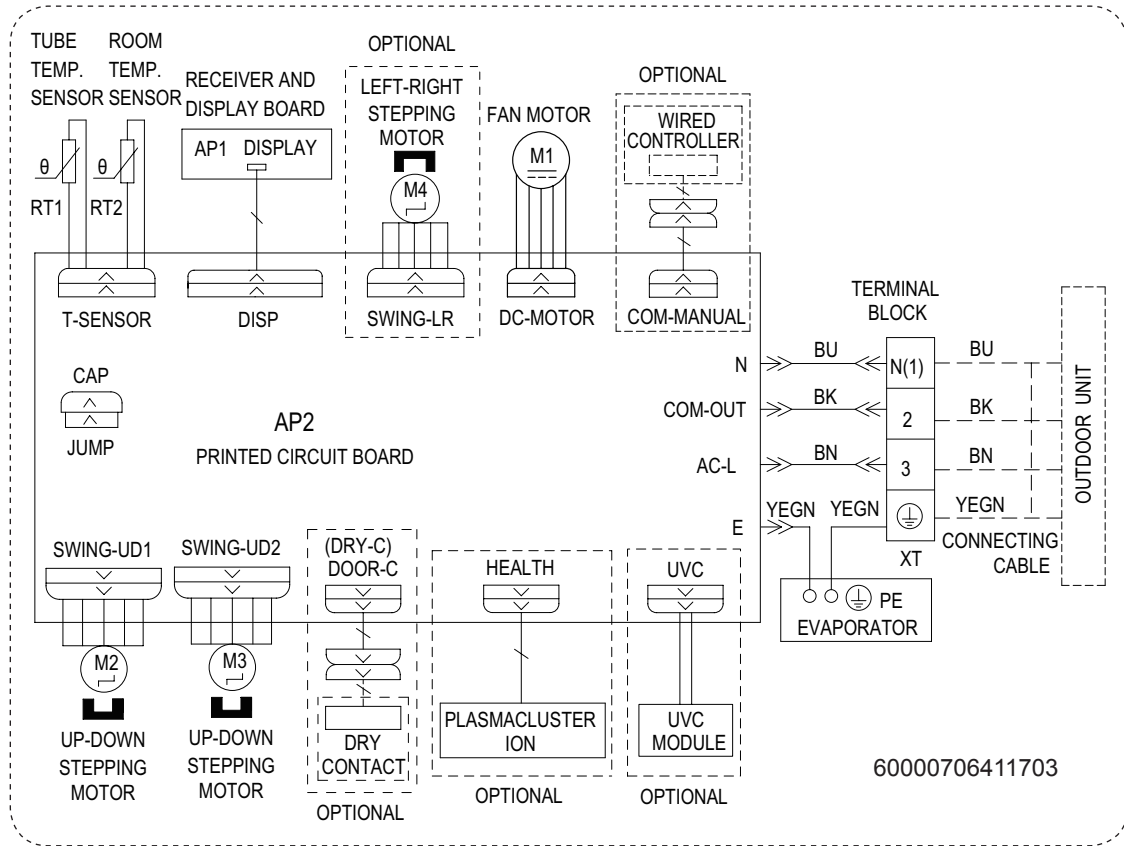 TUBE
TEMP.
SENSOR
ROOM
TEMP.
SENSOR
RECEIVER AND
DISPLAY BOARD
AP1 DISPLAY
OPTIONAL
LEFT-RIGHT
STEPPING
MOTOR
M4
FAN MOTOR
M1
OPTIONAL
WIRED
CONTROLLER
θ
RT1
θ
RT2
T-SENSOR
DISP
SWING-LR
DC-MOTOR
COM-MANUAL
CAP
JUMP
AP2
PRINTED CIRCUIT BOARD
N
COM-OUT
AC-L
E
BU
BK
BN
YEGN
YEGN
TERMINAL
BLOCK
N(1)
2
3
XT
BU
BK
BN
YEGN
CONNECTING
CABLE
OUTDOOR UNIT
PE
EVAPORATOR
SWING-UD1
M2
UP-DOWN
STEPPING
MOTOR
SWING-UD2
M3
UP-DOWN
STEPPING
MOTOR
(DRY-C)
DOOR-C
DRY
CONTACT
OPTIONAL
HEALTH
PLASMACLUSTER
ION
OPTIONAL
UVC
UVC
MODULE
OPTIONAL
60000706411703